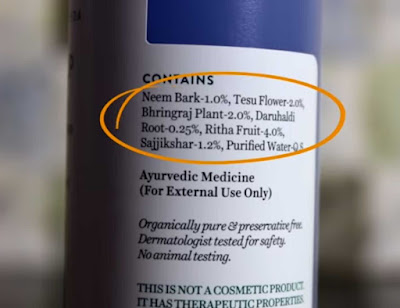 CONTAINS
Neem Bark-1.0%, Tesu Flower-2.0%,
Bhringraj Plant-2.0%, Daruhaldi
Root-0.25%, Ritha Fruit-4.0%,
Sajjikshar-1.2%, Purified Water-Q.S
Ayurvedic Medicine
(For External Use Only)
Organically pure & preservative free.
Dermatologist tested for safety.
No animal testing.
THIS IS NOT A COSMETIC PRODUCT.
IT HAS THERAPEUTIC PROPERTIES.